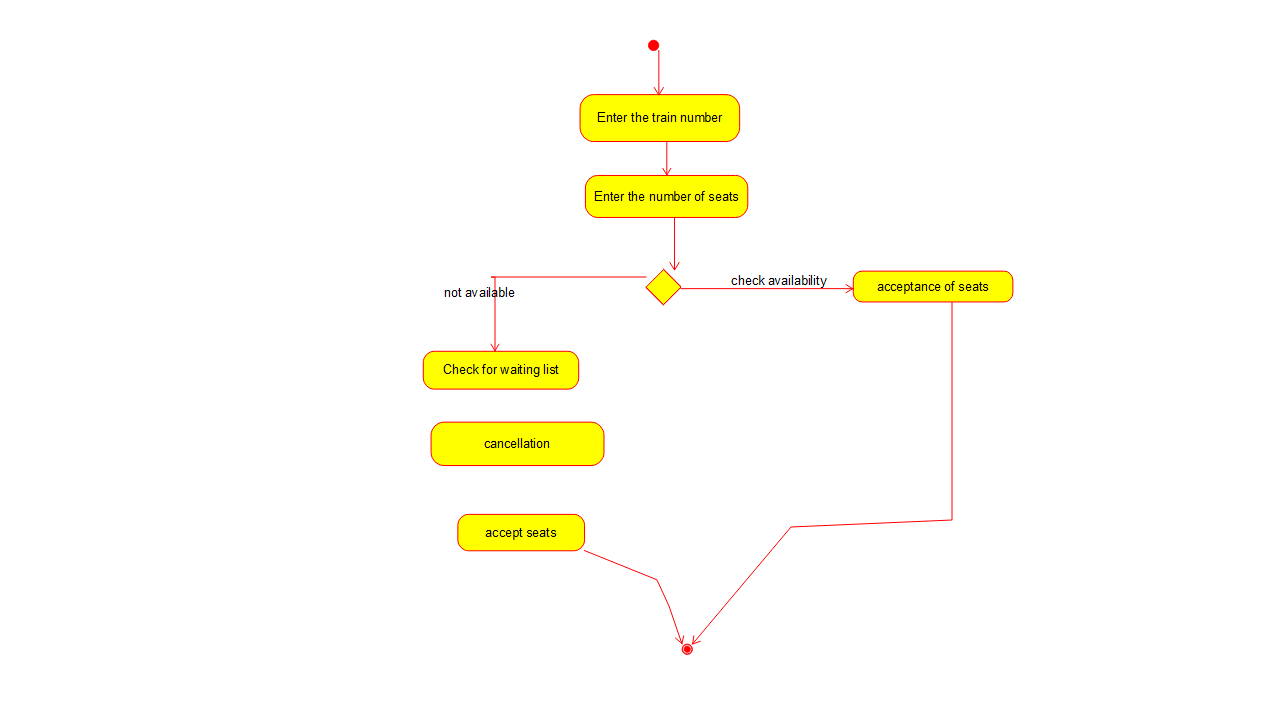 Enter the train number
Enter the number of seats
check availability
acceptance of seats
not available
Check for waiting list
cancellation
accept seats